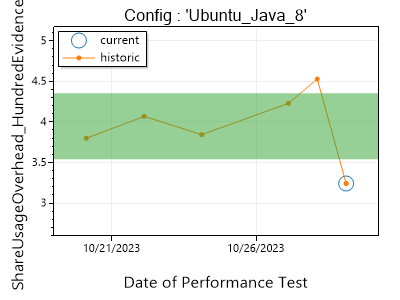 Config : 'Ubuntu_Java_8'
ShareUsageOverhead_HundredEvidence
current
historic
5
4.5
4
3.5
3
10/21/2023
10/26/2023
Date of Performance Test